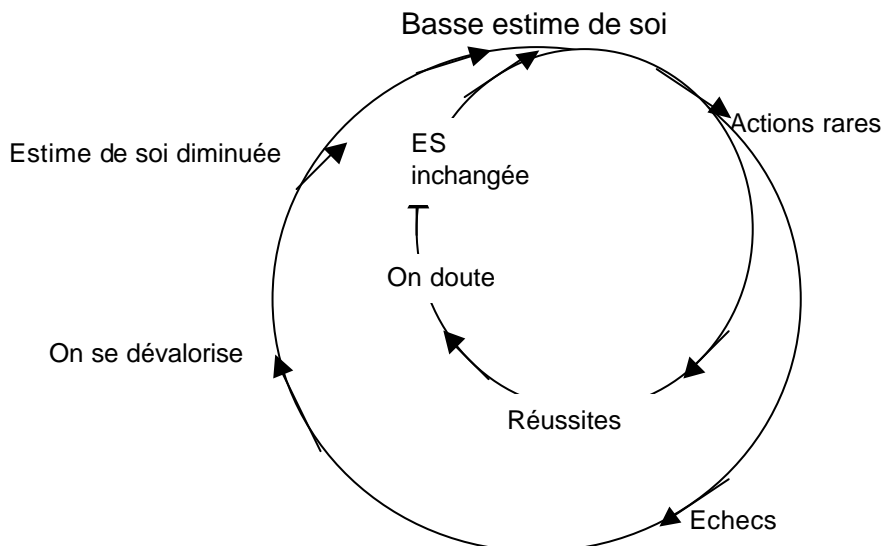 Basse estime de soi
Actions rares
ES
inchangée
Estime de soi diminuée
On doute
On se dévalorise
Réussites
Echecs